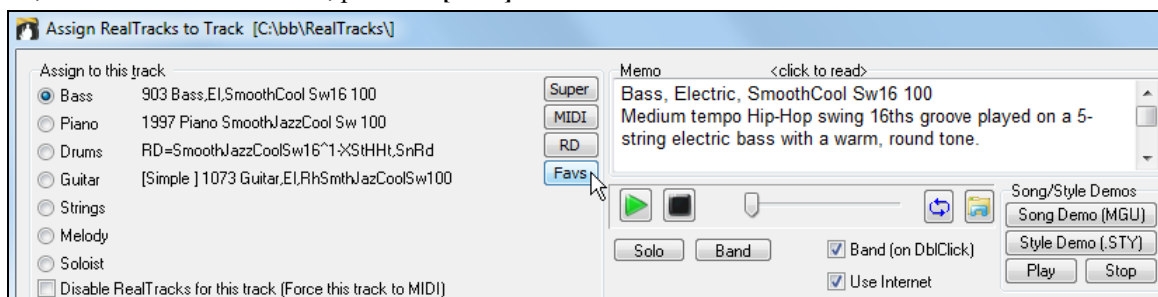 Assign RealTracks to Track [C:\bb\RealTracks\]
Assign to this track
Bass 903 Bass,El,SmoothCool Sw16 100
Piano 1997 Piano SmoothJazzCool Sw 100
Drums RD=SmoothJazzCoolSw16^1-XStHHt,SnRd
Guitar [Simple ] 1073 Guitar,El,RhSmthJazCoolSw100
Strings
Melody
Soloist
Disable RealTracks for this track (Force this track to MIDI)
Super
MIDI
RD
Favs
Memo <click to read>
Bass, Electric, SmoothCool Sw16 100
Medium tempo Hip-Hop swing 16ths groove played on a 5-
string electric bass with a warm, round tone.
Solo Band
Band (on DblClick)
Use Internet
Song/Style Demos
Song Demo (MGU)
Style Demo (.STY)
Play Stop